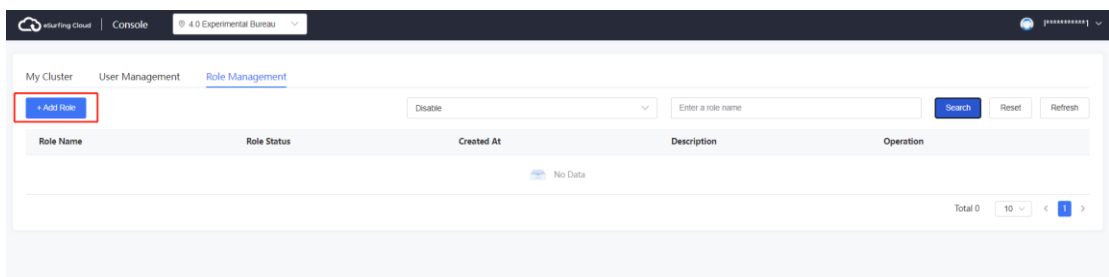 eSurfing Cloud | Console 4.0 Experimental Bureau
My Cluster User Management Role Management
+ Add Role Disable Enter a role name Search Reset Refresh
Role Name Role Status Created At Description Operation
No Data
Total 0 10 < 1 >